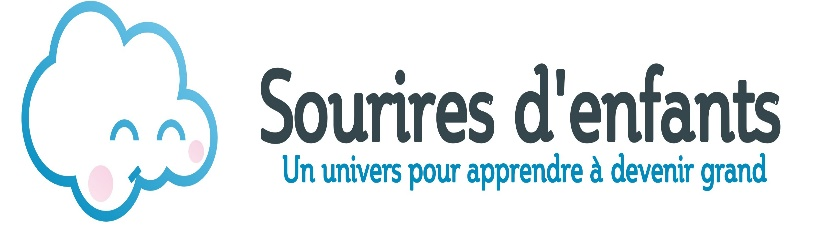 Sourires d'enfants
Un univers pour apprendre à devenir grand